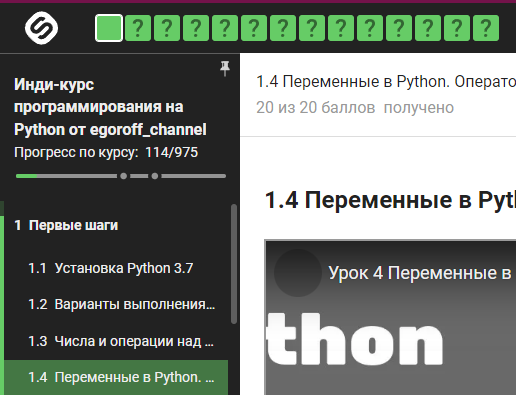 ? ? ? ? ? ? ? ? ? ? ? ? ?
Инди-курс
программирования на
Python от egoroff_channel
Прогресс по курсу: 114/975
1 Первые шаги
1.1 Установка Python 3.7
1.2 Варианты выполнения...
1.3 Числа и операции над ...
1.4 Переменные в Python. ...
1.4 Переменные в Python. Операто
20 из 20 баллов получено
1.4 Переменные в Pyt
Урок 4 Переменные в
thon